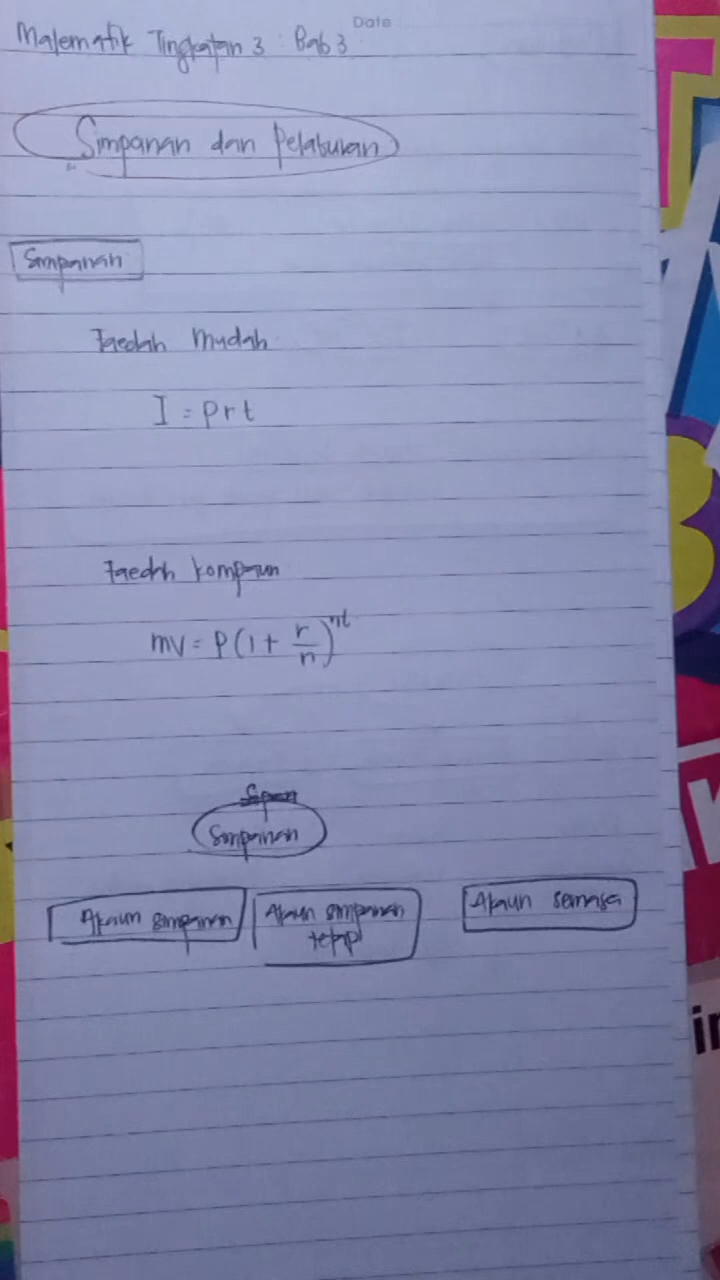 Date
Matematik Tingkatan 3 : Bab 3
Simpanan dan Pelaburan
Simpanan
Faedah Mudah
I = Prt
Faedah kompaun
mv = P(1 + r/n)^nt
Simpanan
Akaun simpanan
Akaun simpanan tetap
Akaun semasa